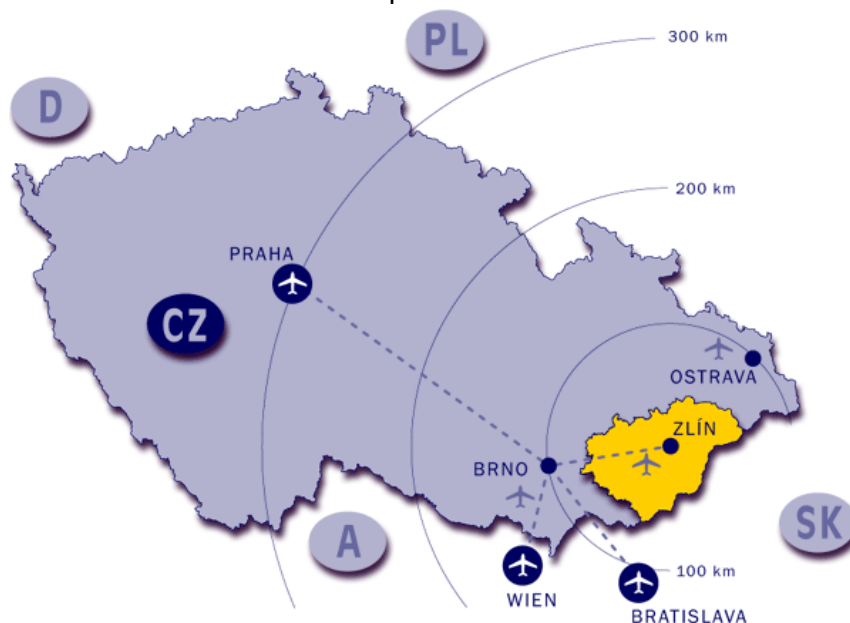 PL
300 km
D
200 km
PRAHA
CZ
OSTRAVA
ZLÍN
BRNO
SK
A
100 km
WIEN
BRATISLAVA